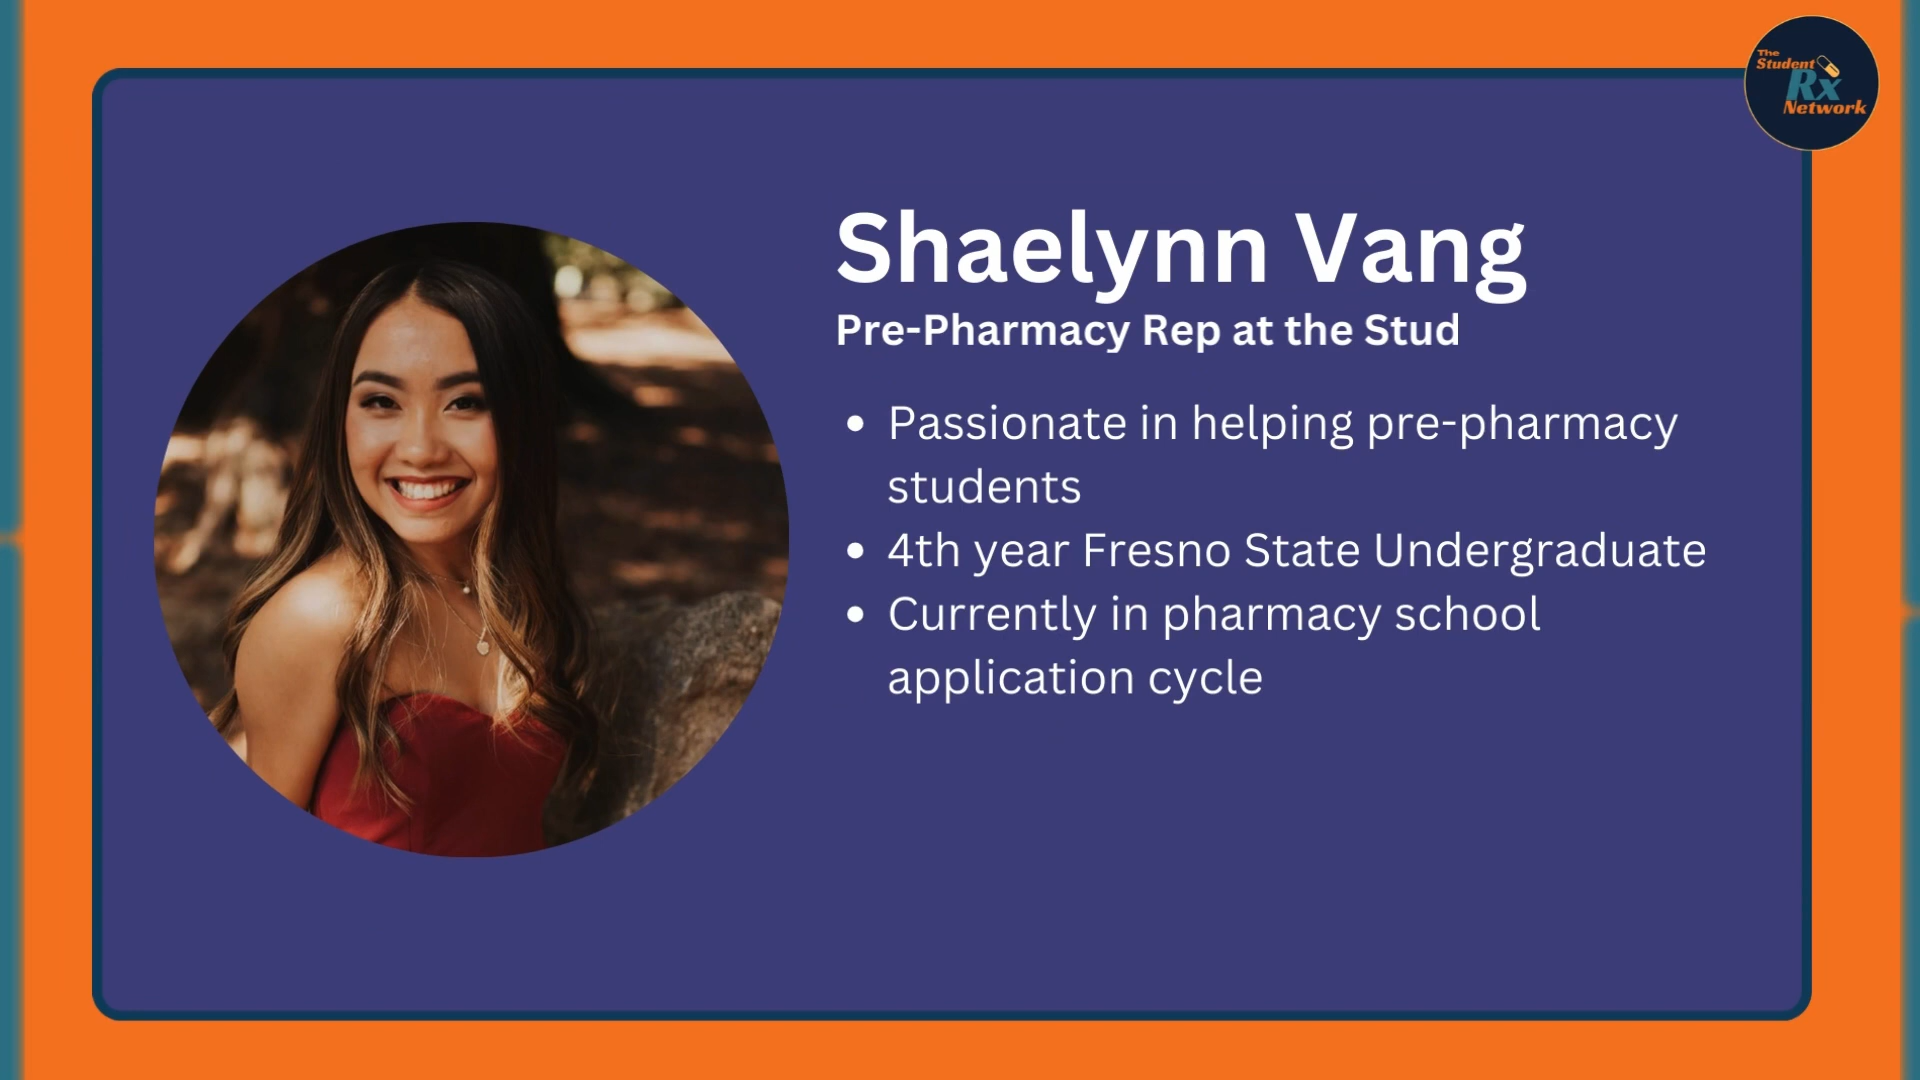 The
Student
Rx
Network
Shaelynn Vang
Pre-Pharmacy Rep at the Stud
• Passionate in helping pre-pharmacy
students
• 4th year Fresno State Undergraduate
• Currently in pharmacy school
application cycle